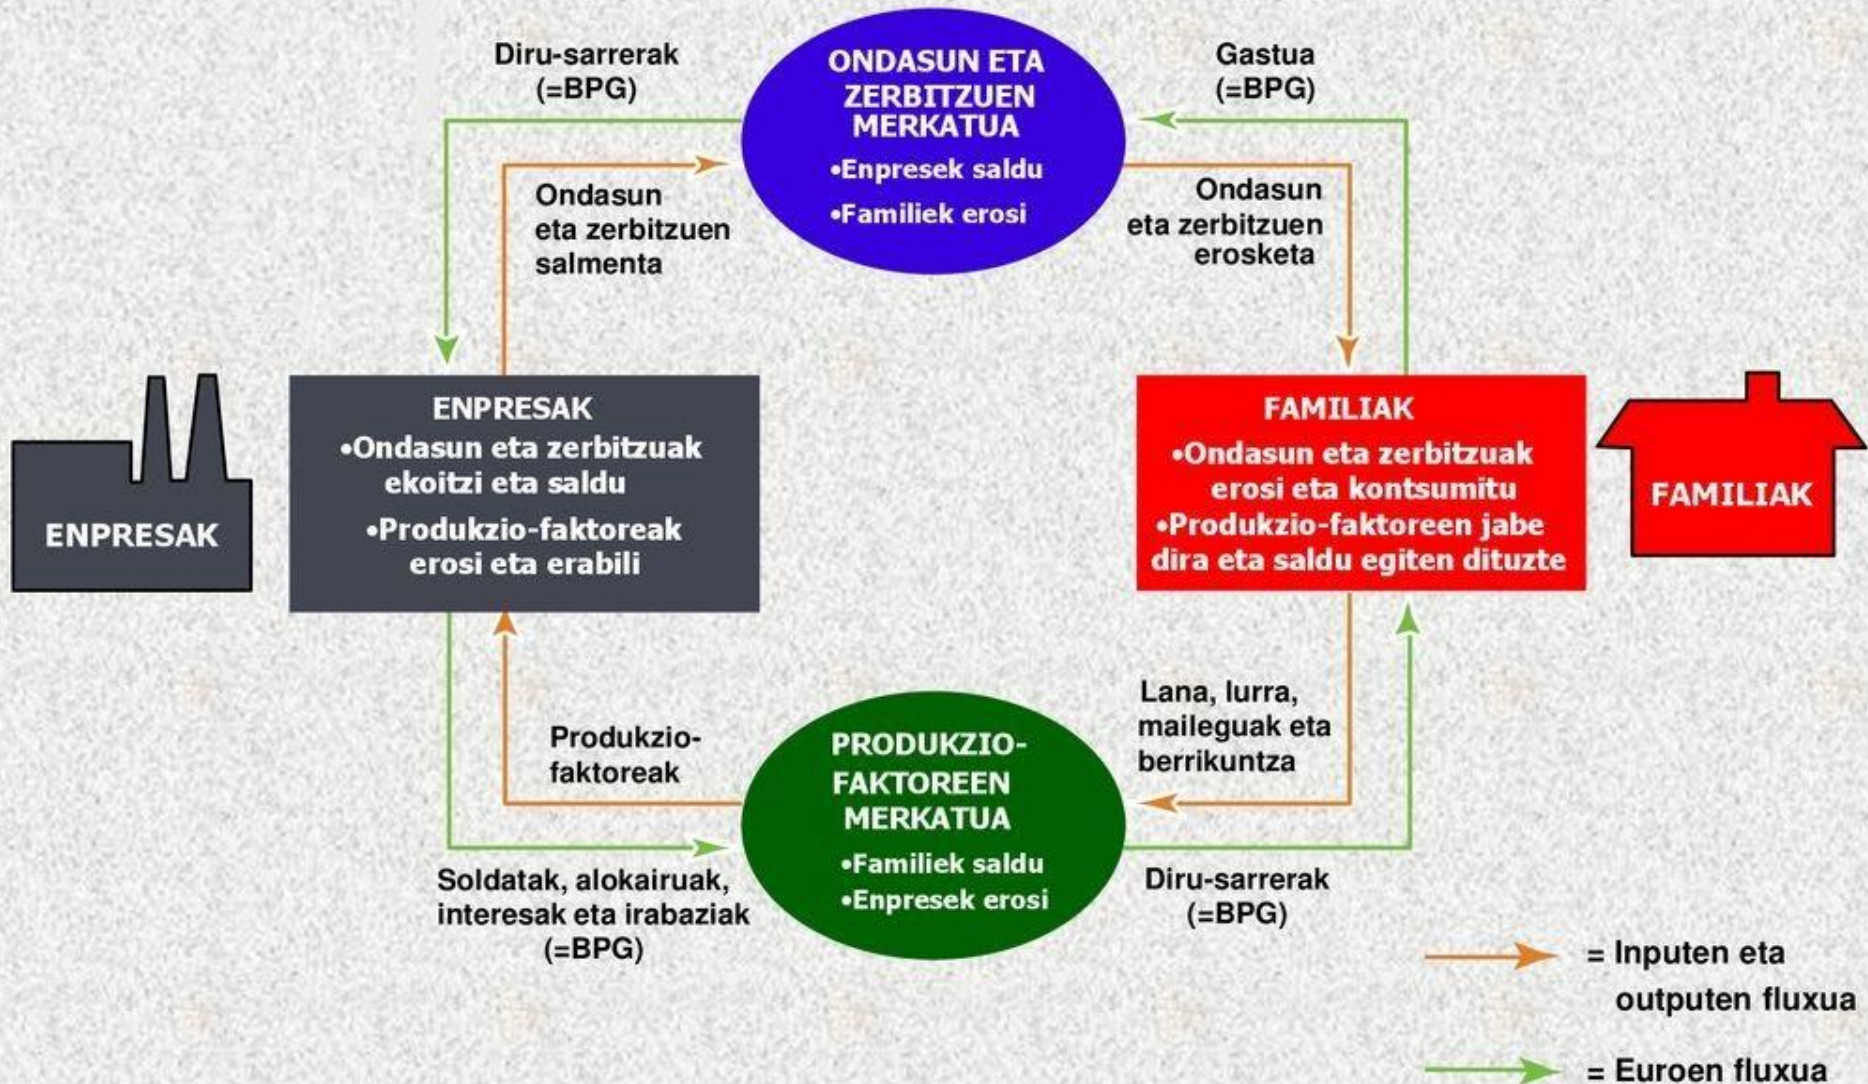 Diru-sarrerak
(=BPG)
ONDASUN ETA
ZERBITZUEN
MERKATUA
•Enpresek saldu
•Familiek erosi
Gastua
(=BPG)
Ondasun
eta zerbitzuen
salmenta
Ondasun
eta zerbitzuen
erosketa
ENPRESAK
ENPRESAK
•Ondasun eta zerbitzuak
ekoitzi eta saldu
•Produkzio-faktoreak
erosi eta erabili
FAMILIAK
•Ondasun eta zerbitzuak
erosi eta kontsumitu
•Produkzio-faktoreen jabe
dira eta saldu egiten dituzte
FAMILIAK
Produkzio-
faktoreak
PRODUKZIO-
FAKTOREEN
MERKATUA
•Familiek saldu
•Enpresek erosi
Lana, lurra,
maileguak eta
berrikuntza
Soldatak, alokairuak,
interesak eta irabaziak
(=BPG)
Diru-sarrerak
(=BPG)
= Inputen eta
outputen fluxua
= Euroen fluxua